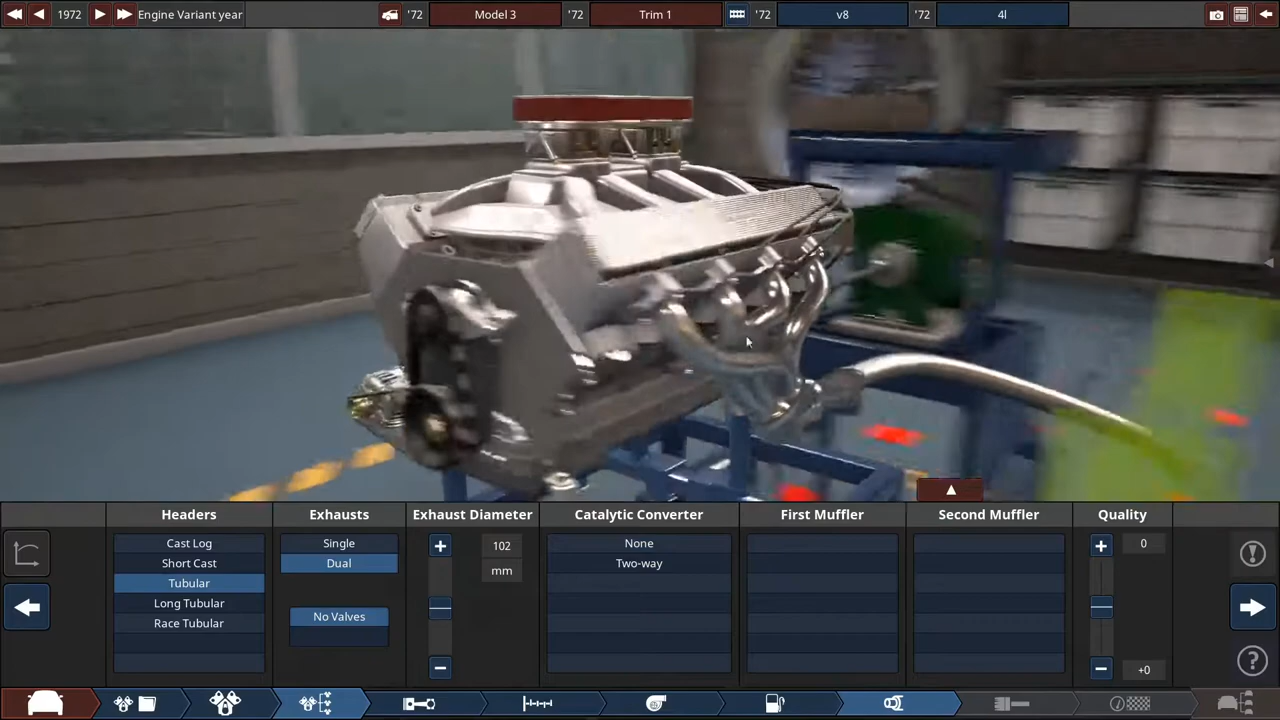 1972 Engine Variant year '72 Model 3 '72 Trim 1 '72 v8 '72 4l
Headers Exhausts Exhaust Diameter Catalytic Converter First Muffler Second Muffler Quality
Cast Log Single 102 None 0
Short Cast Dual mm Two-way
Tubular
Long Tubular
No Valves
Race Tubular
+0